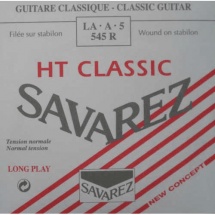 GUITARE CLASSIQUE - CLASSIC GUITAR
LA · A · 5
545 R
Filée sur stabilon
Wound on stabilon
HT CLASSIC
SAVAREZ
Tension normale
Normal tension
LONG PLAY
SAVAREZ
NEW CONCEPT